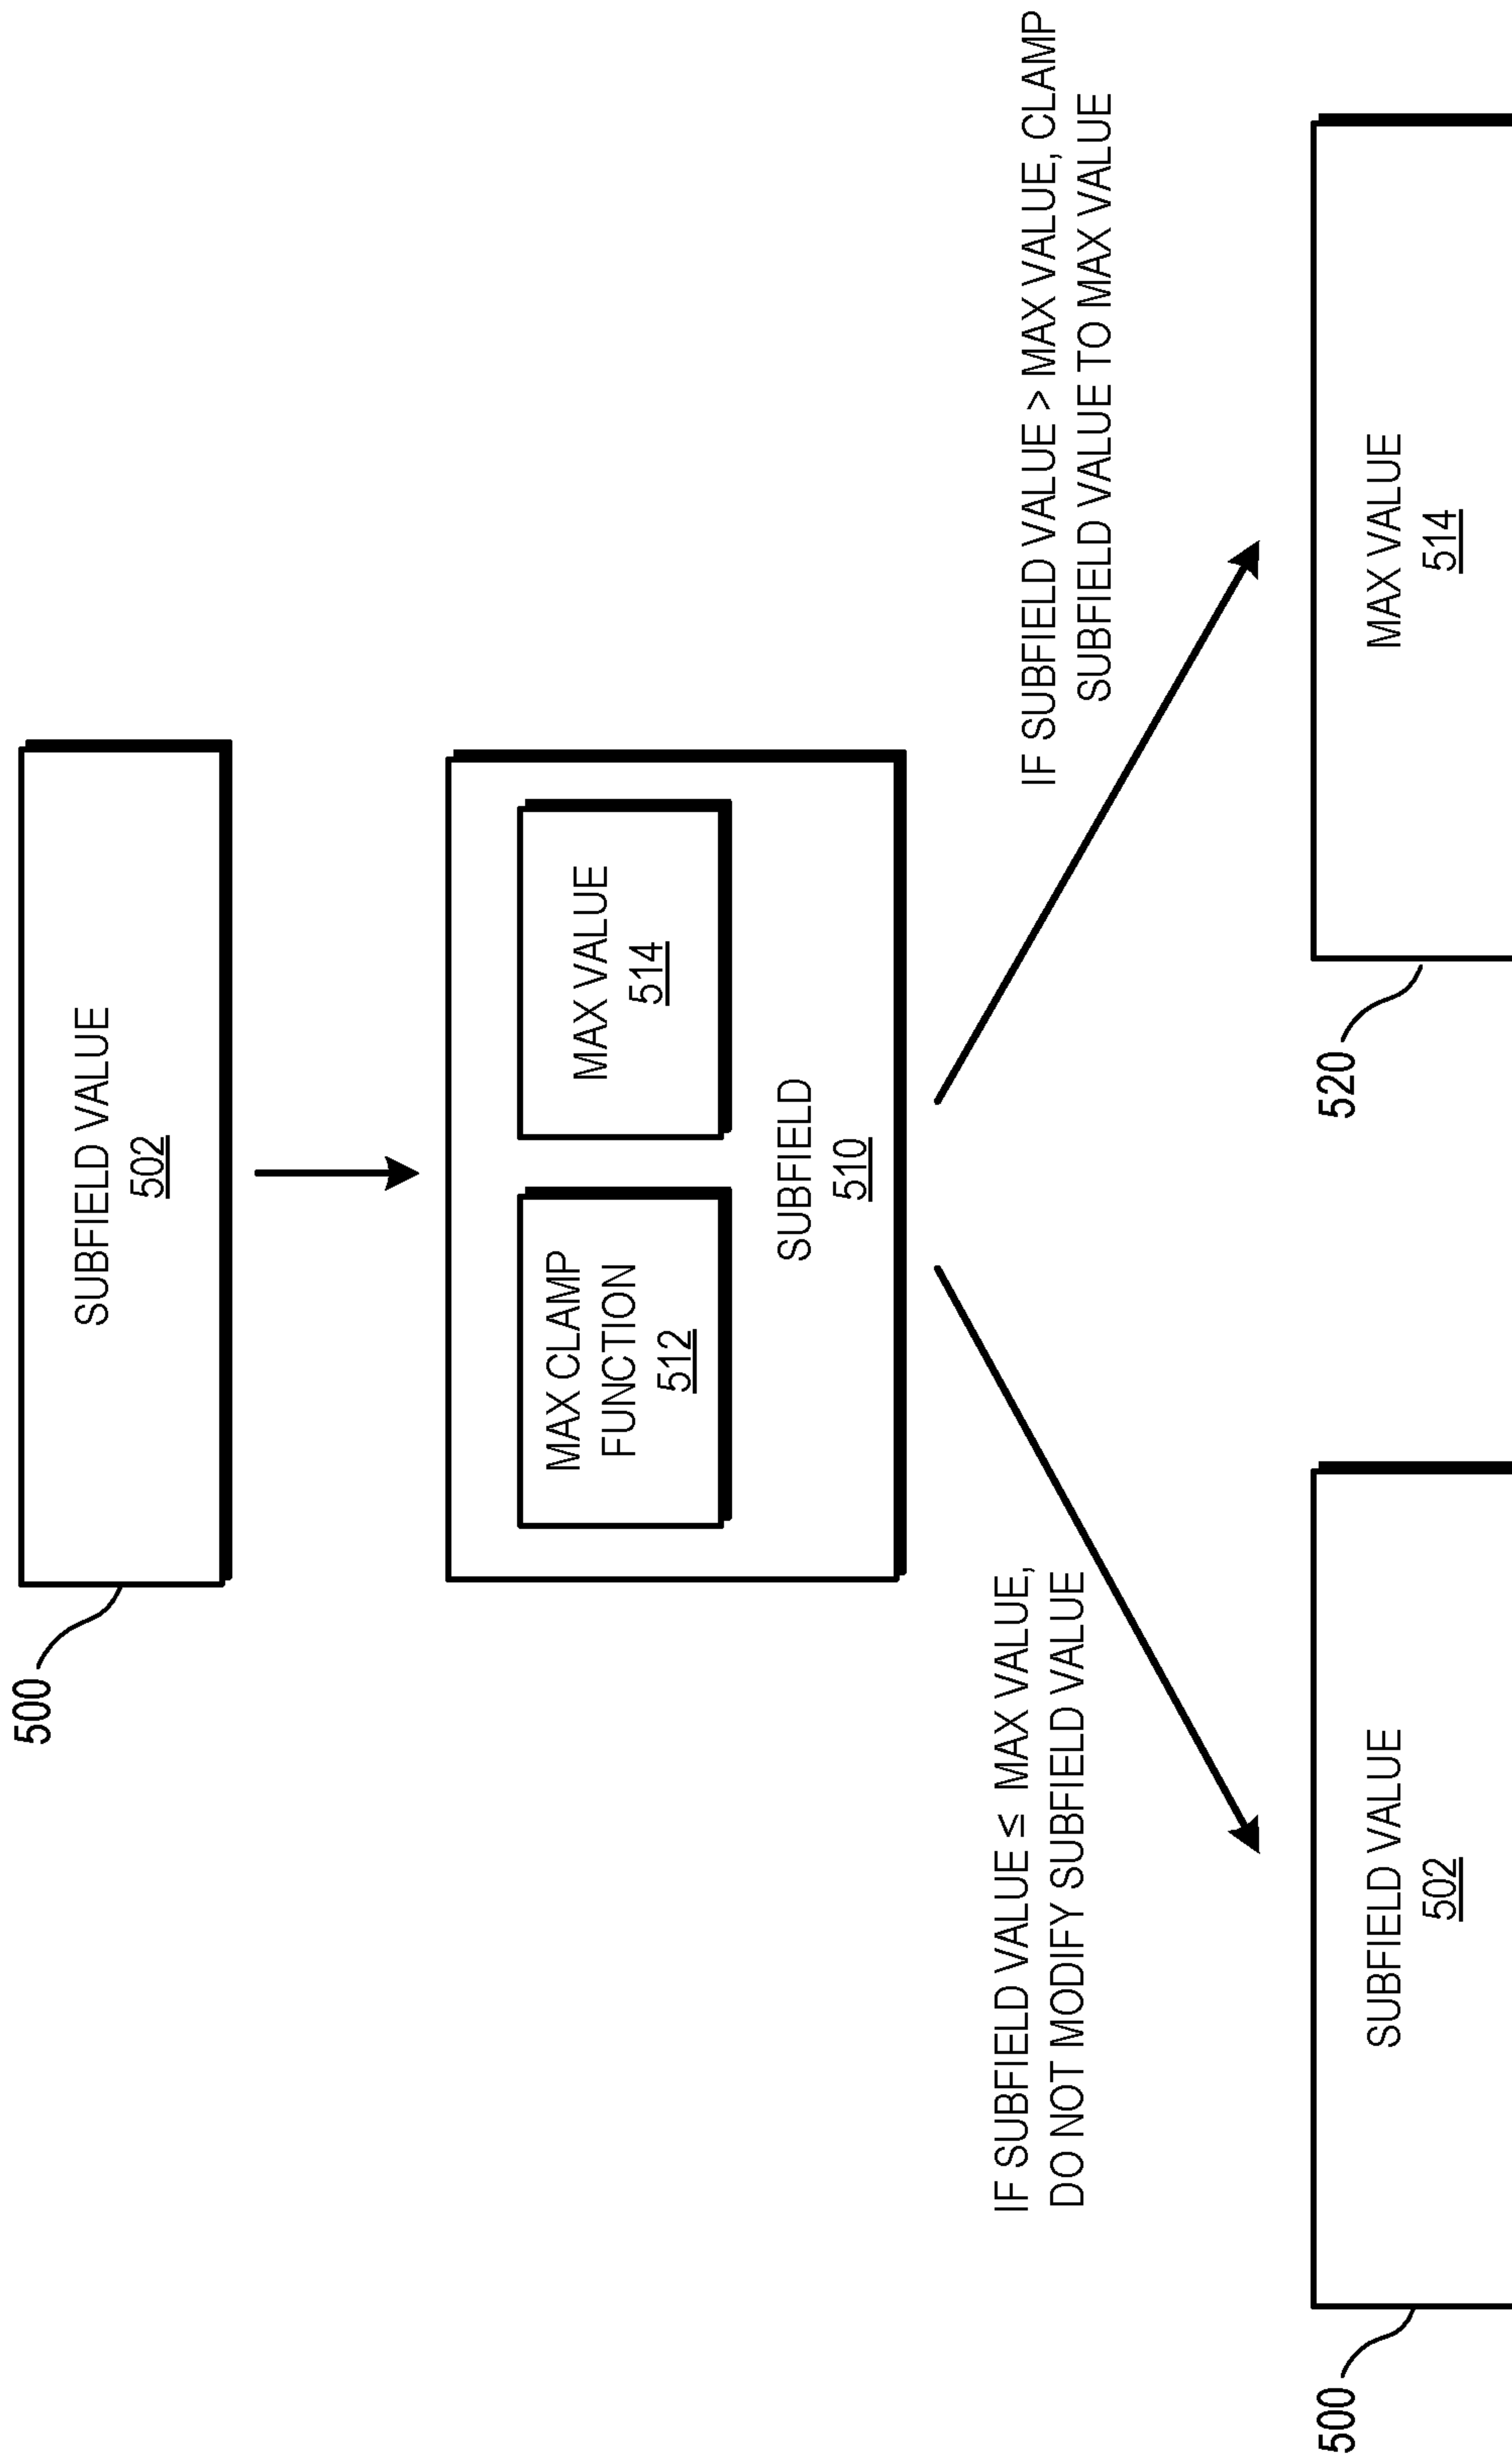 500
SUBFIELD VALUE
502
MAX CLAMP
FUNCTION
512
MAX VALUE
514
SUBFIELD
510
IF SUBFIELD VALUE ≤ MAX VALUE,
DO NOT MODIFY SUBFIELD VALUE
IF SUBFIELD VALUE > MAX VALUE, CLAMP
SUBFIELD VALUE TO MAX VALUE
500
SUBFIELD VALUE
502
520
MAX VALUE
514